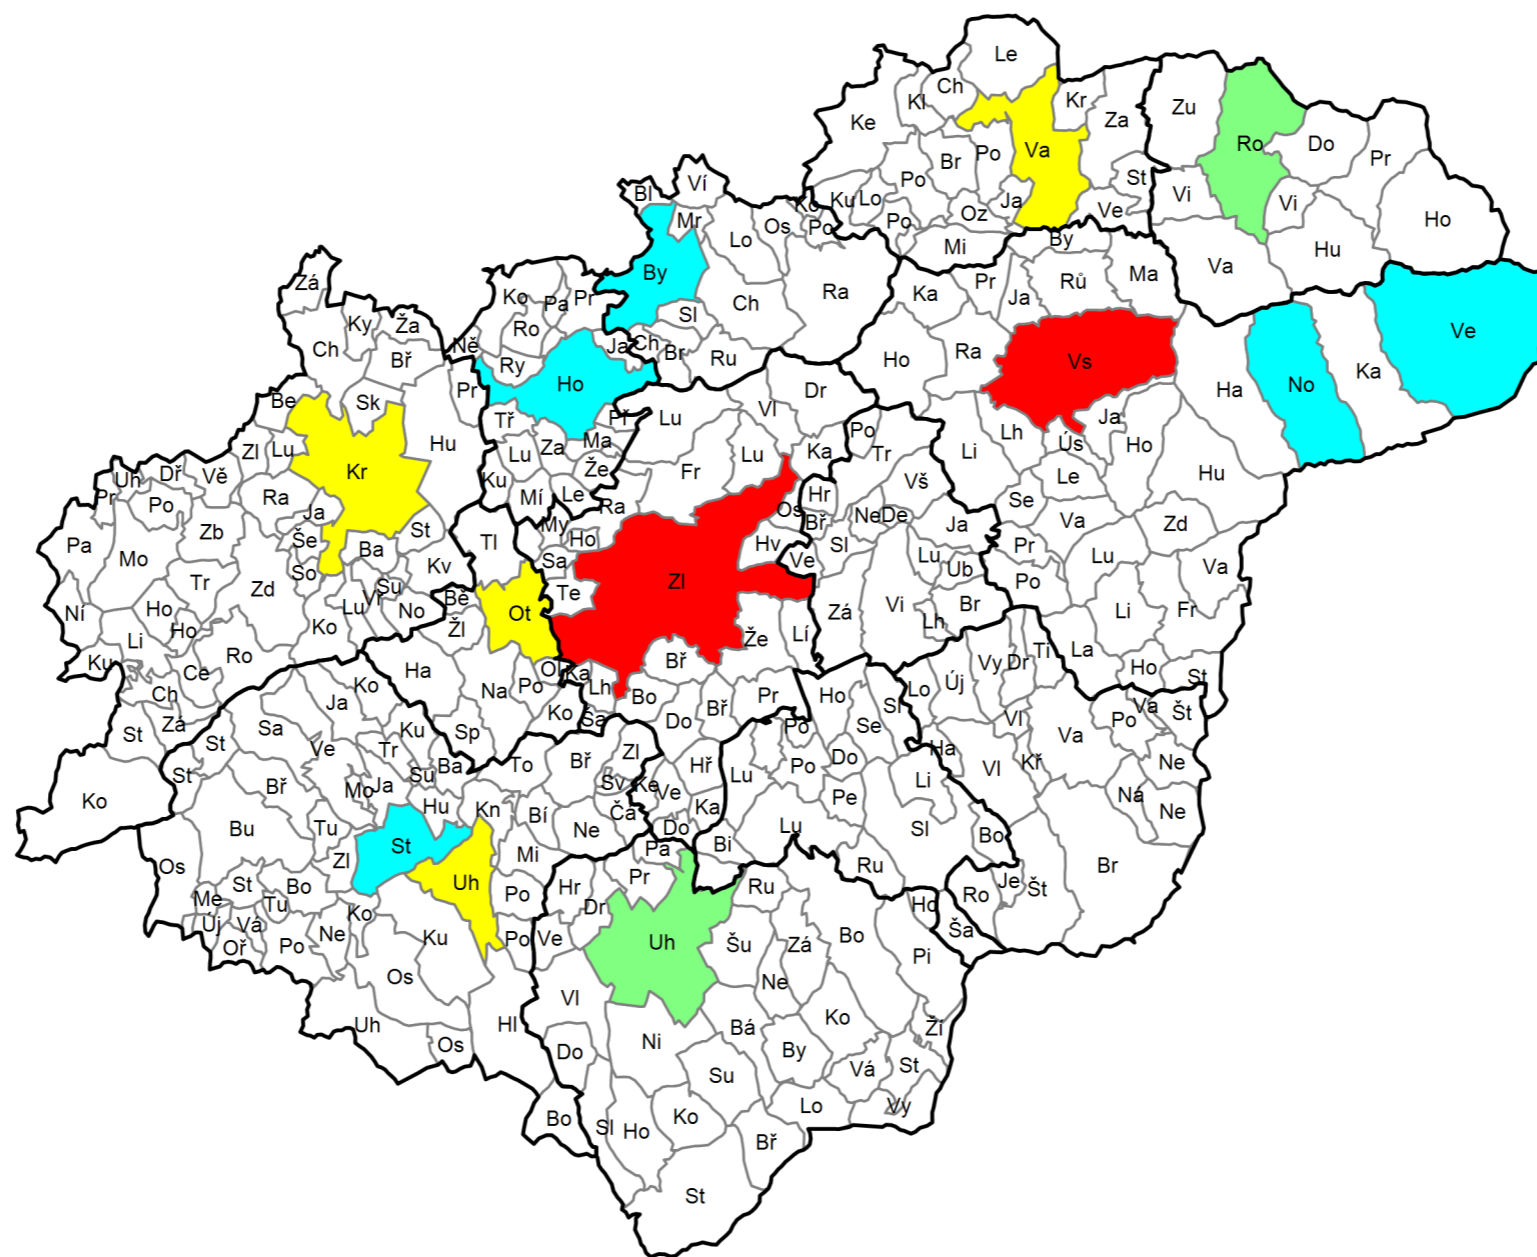 Le
Ch
Kl
Kr
Za
Zu
Ke
Ro
Do
Pr
Va
Br
Po
Po
St
Ku
Lo
Ja
Ve
Vi
Vi
Ho
Oz
Po
Mi
By
Hu
Va
Ví
Bl
Mr
Lo
Os
Ko
Po
By
Ra
Ch
Sl
Ka
Pr
Ja
Rů
Ma
Ve
No
Ka
Ha
Vs
Ho
Ra
Zá
Ky
Ža
Ch
Bř
Ně
Ko
Pa
Pr
Ro
Ry
Ja
Ch
Br
Ru
Ho
Pr
Be
Sk
Hu
Tř
Př
Lu
Vl
Dr
Po
Tr
Li
Lh
Ús
Ja
Ho
Zl
Lu
Kr
Lu
Za
Ma
Že
Lu
Ka
Fr
Vš
Le
Hu
Uh
Dř
Vě
Pr
Po
Ra
Ku
Mí
Le
Ra
Hr
Os
Bř
Ne
De
Ja
Se
Va
Zd
Pa
Mo
Zb
Ja
Še
So
Ba
St
Tl
My
Ho
Sa
Hv
Ve
Sl
Lu
Ub
Pr
Lu
Va
Tr
Zd
Su
Vř
Kv
Te
Zl
Po
Br
Fr
Ní
Ho
Ho
Li
Ku
Ko
Lu
No
Bě
Žl
Ot
Že
Lí
Zá
Vi
Lh
Li
Ro
Ce
Ch
Zá
St
Ha
Na
Po
Ol
Ka
Lh
Bř
Bo
Pr
Vy
Dr
Ti
La
Ho
St
Ko
Ja
Sa
St
Ve
Ku
Tr
Sp
Ko
Sa
Do
Bř
Ho
Sl
Se
Lo
Új
Vl
Va
Po
Va
Št
Ko
St
Bř
Mo
Ja
Su
Ba
To
Bř
Zl
Sv
Ke
Ve
Hř
Lu
Po
Po
Do
Ha
Vl
Kř
Ne
Ná
Ne
Bu
Tu
Hu
Kn
Bí
Ča
Ne
Ka
Do
Pe
Li
Sl
Os
Zl
St
Mi
Pa
Bi
Lu
Ru
Bo
Br
Me
St
Bo
Uh
Po
Hr
Pr
Ru
Je
Ro
Št
Új
Vá
Tu
Ko
Dr
Ho
Ša
Oř
Po
Ne
Ku
Po
Ve
Uh
Šu
Zá
Bo
Pi
Os
Ne
Vl
Ko
Uh
Os
Hl
Do
Ni
Bá
By
Ží
Su
Vá
St
Bo
Sl
Ho
Ko
Lo
Vy
Bř
St